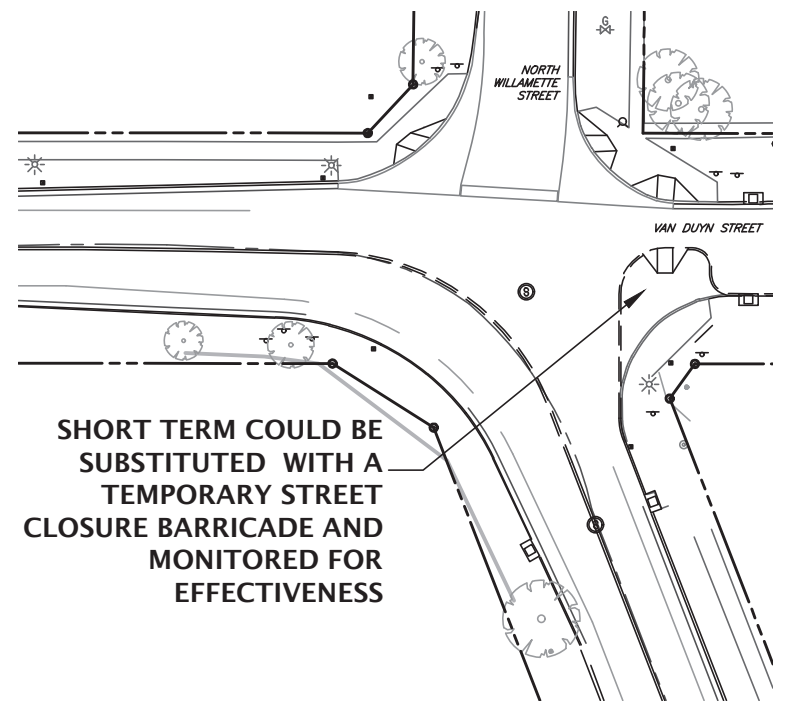 G
NORTH
WILLAMETTE
STREET
VAN DUYN STREET
S
SHORT TERM COULD BE
SUBSTITUTED WITH A
TEMPORARY STREET
CLOSURE BARRICADE AND
MONITORED FOR
EFFECTIVENESS
S